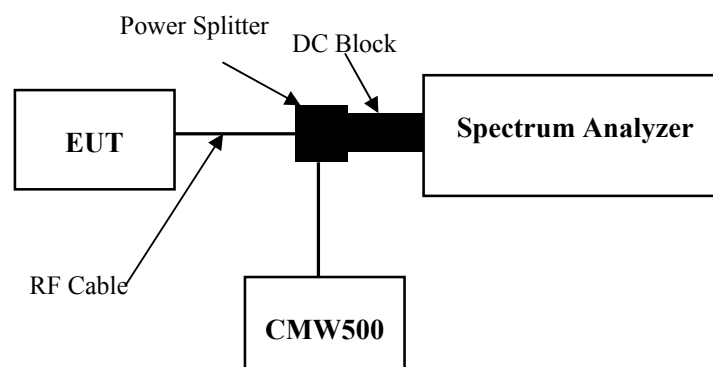 Power Splitter
DC Block
EUT
Spectrum Analyzer
RF Cable
CMW500